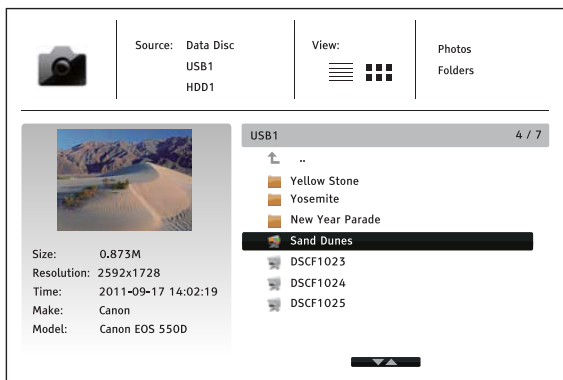 Source: Data Disc
USB1
HDD1
View:
Photos
Folders
Size: 0.873M
Resolution: 2592x1728
Time: 2011-09-17 14:02:19
Make: Canon
Model: Canon EOS 550D
USB1 4 / 7
..
Yellow Stone
Yosemite
New Year Parade
Sand Dunes
DSCF1023
DSCF1024
DSCF1025